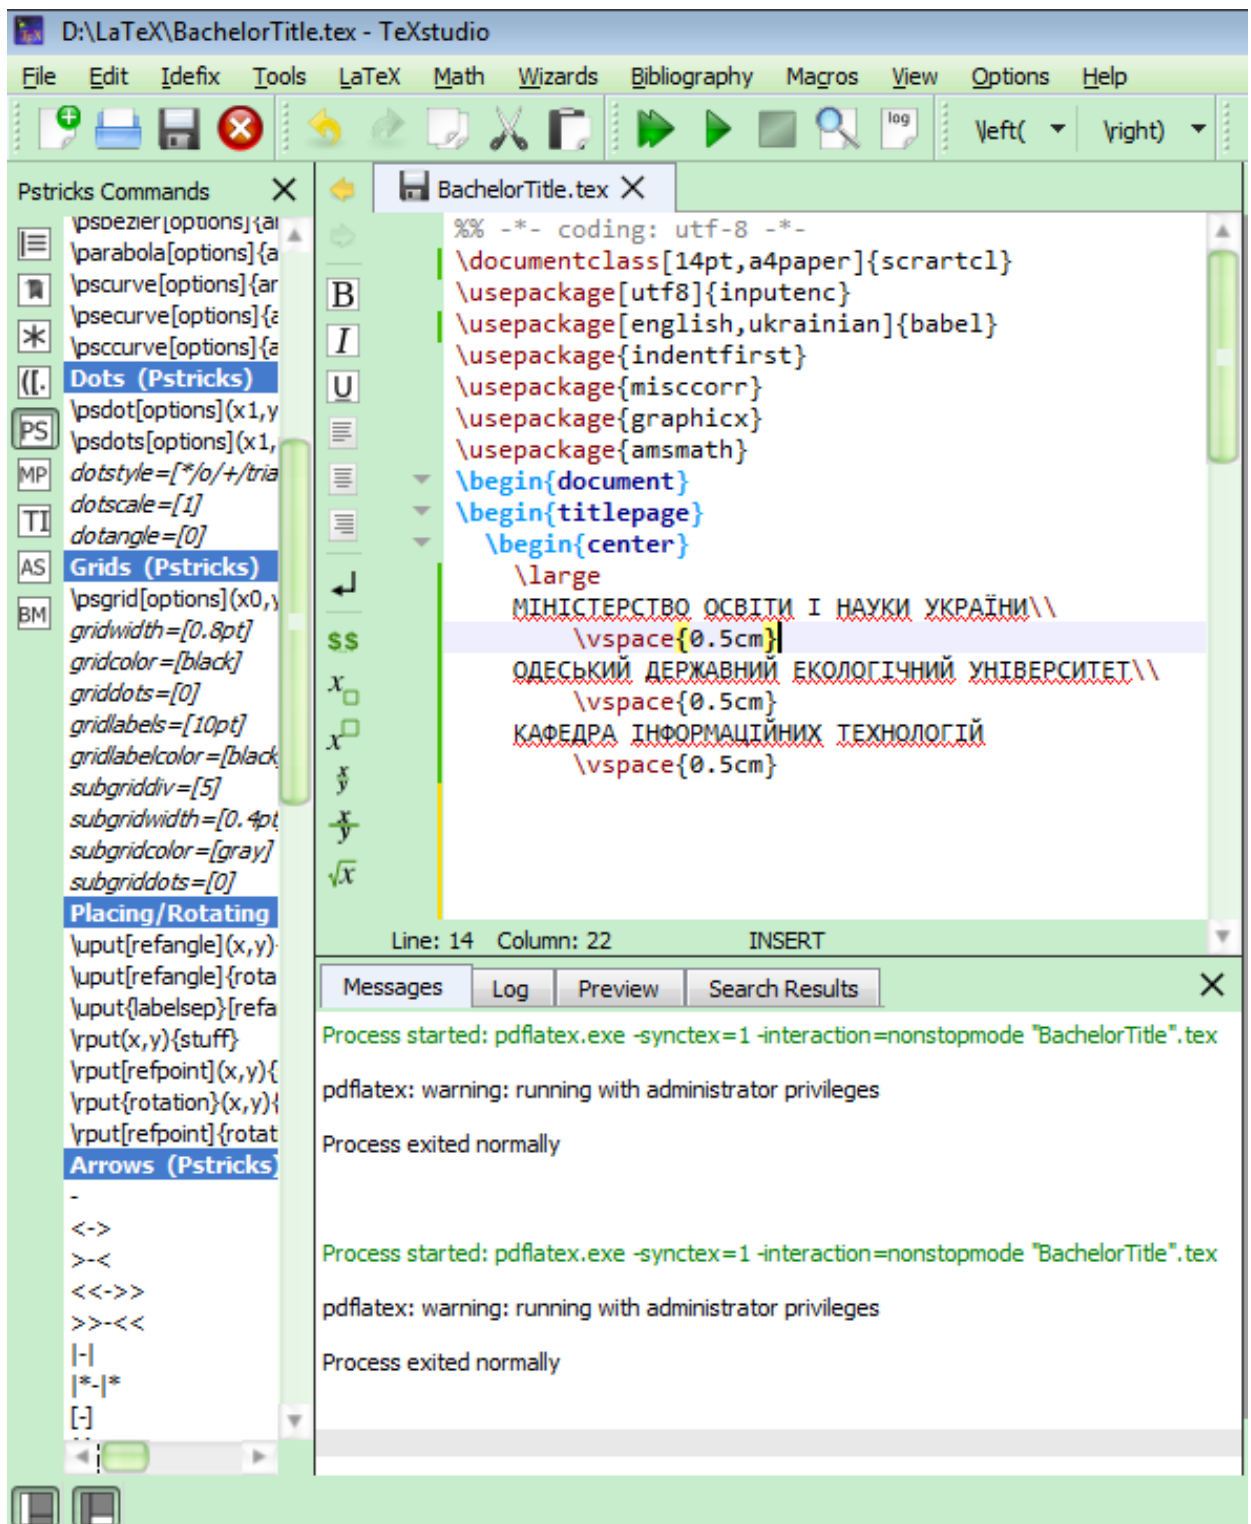 D:\LaTeX\BachelorTitle.tex - TeXstudio
File Edit Idefix Tools LaTeX Math Wizards Bibliography Macros View Options Help
log \left( \right)
Pstricks Commands
\psbezier[options]{ar
\parabola[options]{a
\pscurve[options]{ar
\psecurve[options]{a
\psccurve[options]{a
Dots (Pstricks)
\psdot[options](x1,y
\psdots[options](x1,
dotstyle=[*/o/+/tria
dotscale=[1]
dotangle=[0]
Grids (Pstricks)
\psgrid[options](x0,y
gridwidth=[0.8pt]
gridcolor=[black]
griddots=[0]
gridlabels=[10pt]
gridlabelcolor=[black
subgriddiv=[5]
subgridwidth=[0.4pt
subgridcolor=[gray]
subgriddots=[0]
Placing/Rotating
\uput[refangle](x,y)
\uput[refangle]{rota
\uput{labelsep}[refa
\rput(x,y){stuff}
\rput[refpoint](x,y){
\rput{rotation}(x,y){
\rput[refpoint]{rotat
Arrows (Pstricks)
-
<->
>-<
<<->>
>>-<<
|-|
|*-|*
[-]
([.
PS
MP
TI
AS
BM
B
I
U
$$
x
x
x
y
x
y
√x
BachelorTitle.tex
%% -*- coding: utf-8 -*-
\documentclass[14pt,a4paper]{scrartcl}
\usepackage[utf8]{inputenc}
\usepackage[english,ukrainian]{babel}
\usepackage{indentfirst}
\usepackage{misccorr}
\usepackage{graphicx}
\usepackage{amsmath}
\begin{document}
\begin{titlepage}
\begin{center}
\large
МІНІСТЕРСТВО ОСВІТИ І НАУКИ УКРАЇНИ\\
\vspace{0.5cm}
ОДЕСЬКИЙ ДЕРЖАВНИЙ ЕКОЛОГІЧНИЙ УНІВЕРСИТЕТ\\
\vspace{0.5cm}
КАФЕДРА ІНФОРМАЦІЙНИХ ТЕХНОЛОГІЙ
\vspace{0.5cm}
Line: 14 Column: 22 INSERT
Messages Log Preview Search Results
Process started: pdflatex.exe -synctex=1 -interaction=nonstopmode "BachelorTitle".tex
pdflatex: warning: running with administrator privileges
Process exited normally
Process started: pdflatex.exe -synctex=1 -interaction=nonstopmode "BachelorTitle".tex
pdflatex: warning: running with administrator privileges
Process exited normally